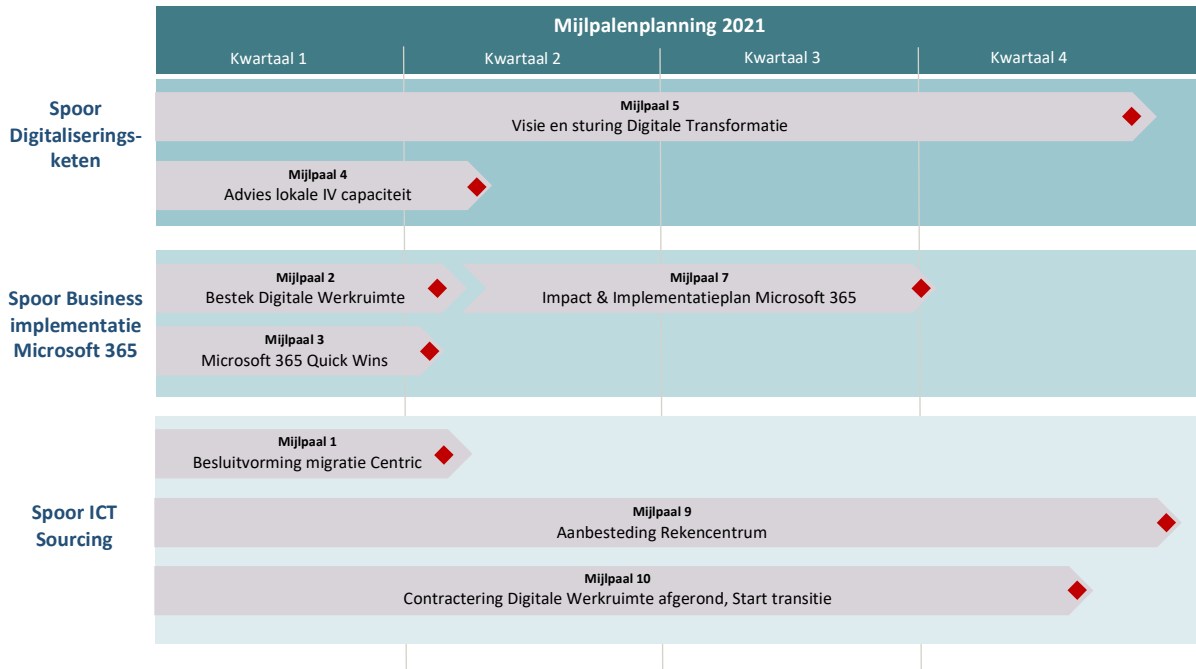 Mijlpalenplanning 2021
Kwartaal 1
Kwartaal 2
Kwartaal 3
Kwartaal 4
Spoor
Digitaliserings-
keten
Mijlpaal 5
Visie en sturing Digitale Transformatie
Mijlpaal 4
Advies lokale IV capaciteit
Spoor Business
implementatie
Microsoft 365
Mijlpaal 2
Bestek Digitale Werkruimte
Mijlpaal 7
Impact & Implementatieplan Microsoft 365
Mijlpaal 3
Microsoft 365 Quick Wins
Spoor ICT
Sourcing
Mijlpaal 1
Besluitvorming migratie Centric
Mijlpaal 9
Aanbesteding Rekencentrum
Mijlpaal 10
Contractering Digitale Werkruimte afgerond, Start transitie